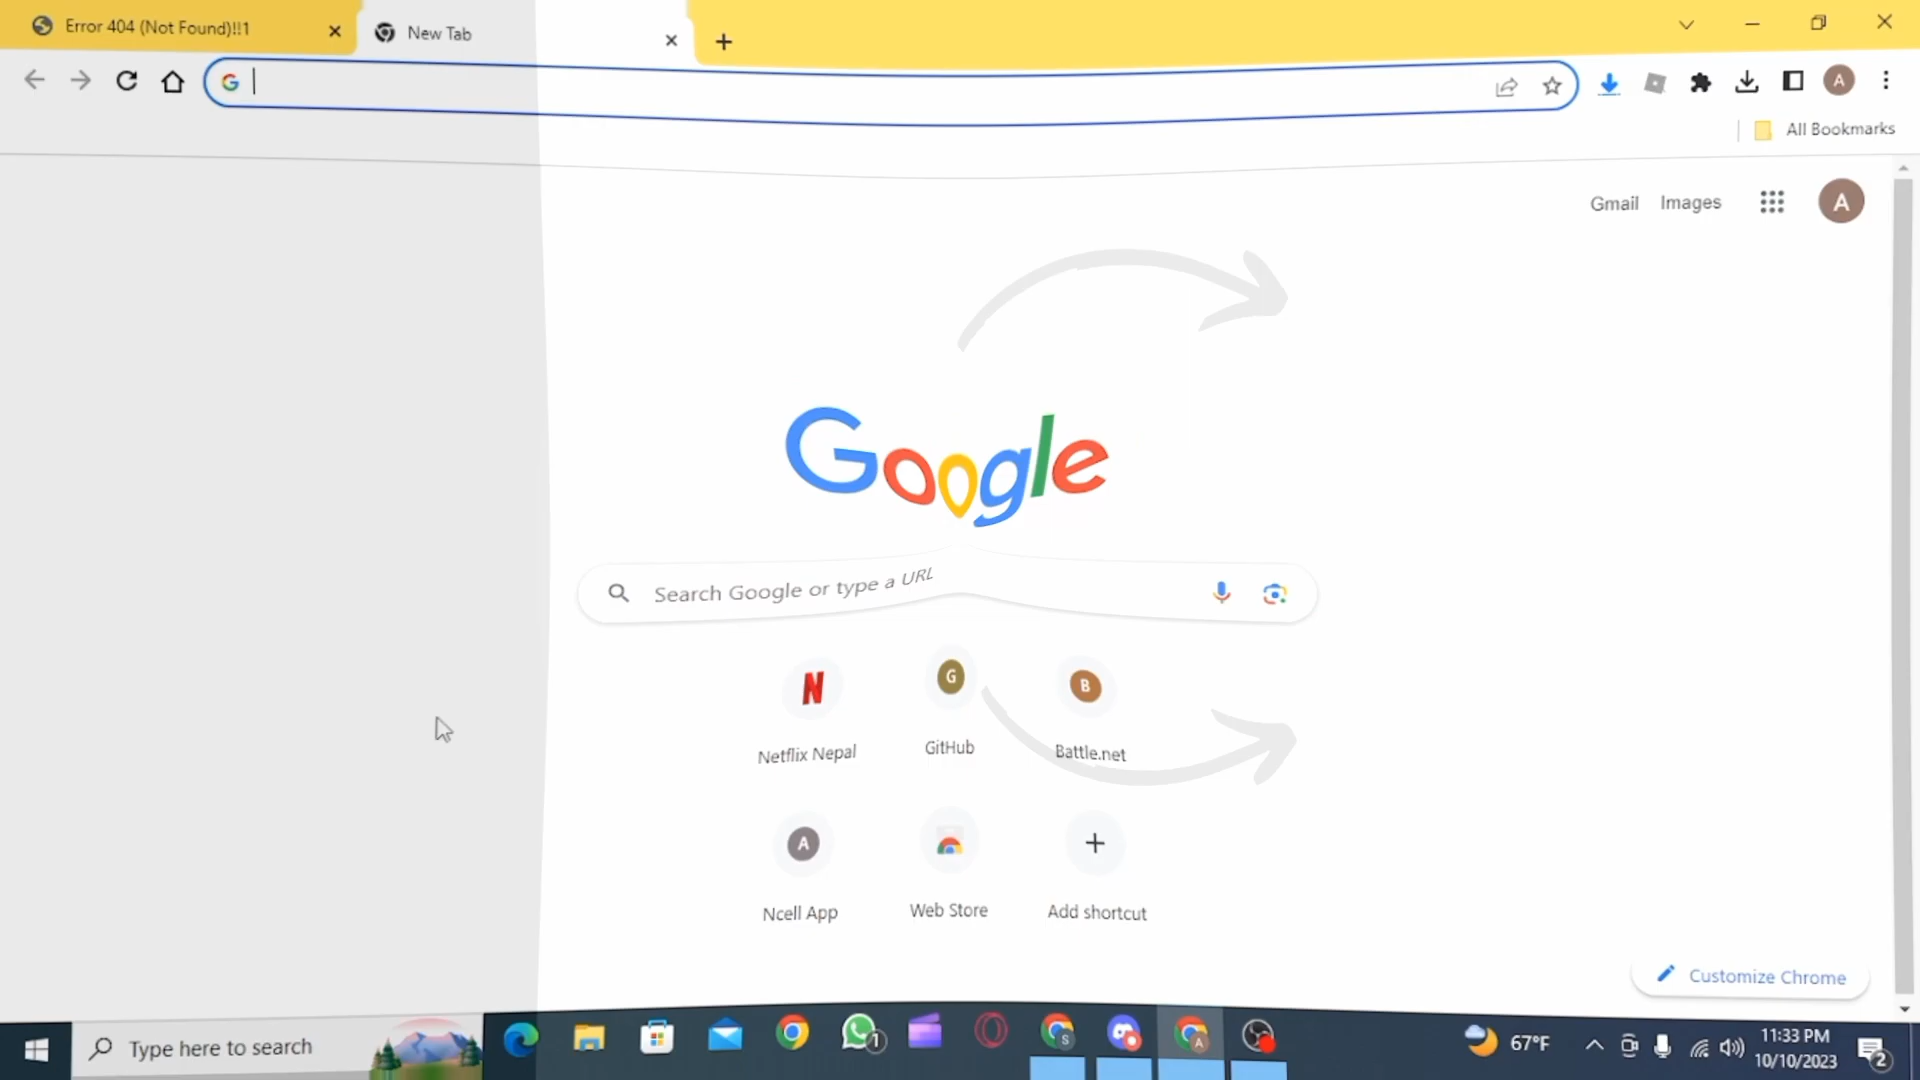 Error 404 (Not Found)!!1
New Tab
All Bookmarks
Gmail Images
A
Google
Search Google or type a URL
N
G
B
Netflix Nepal
GitHub
Battle.net
A
Ncell App
Web Store
Add shortcut
Customize Chrome
Type here to search
1
S
A
67°F
11:33 PM
10/10/2023
2